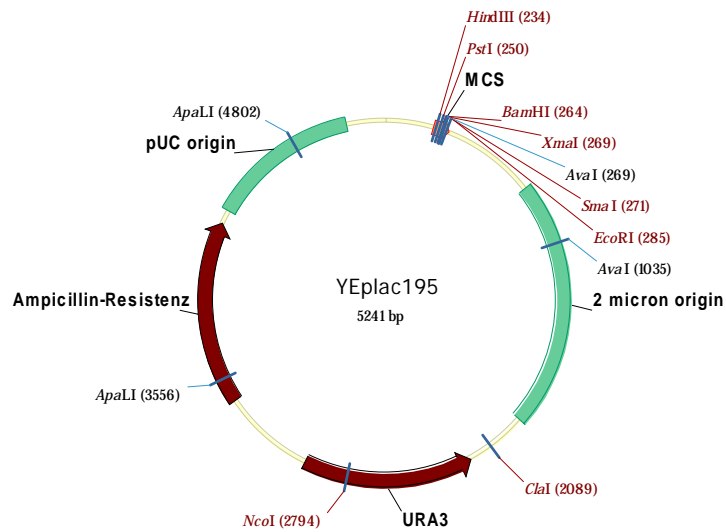 HindIII (234)
PstI (250)
MCS
ApaLI (4802)
BamHI (264)
pUC origin
XmaI (269)
AvaI (269)
SmaI (271)
EcoRI (285)
AvaI (1035)
YEplac195
Ampicillin-Resistenz
2 micron origin
5241 bp
ApaLI (3556)
ClaI (2089)
NcoI (2794)
URA3